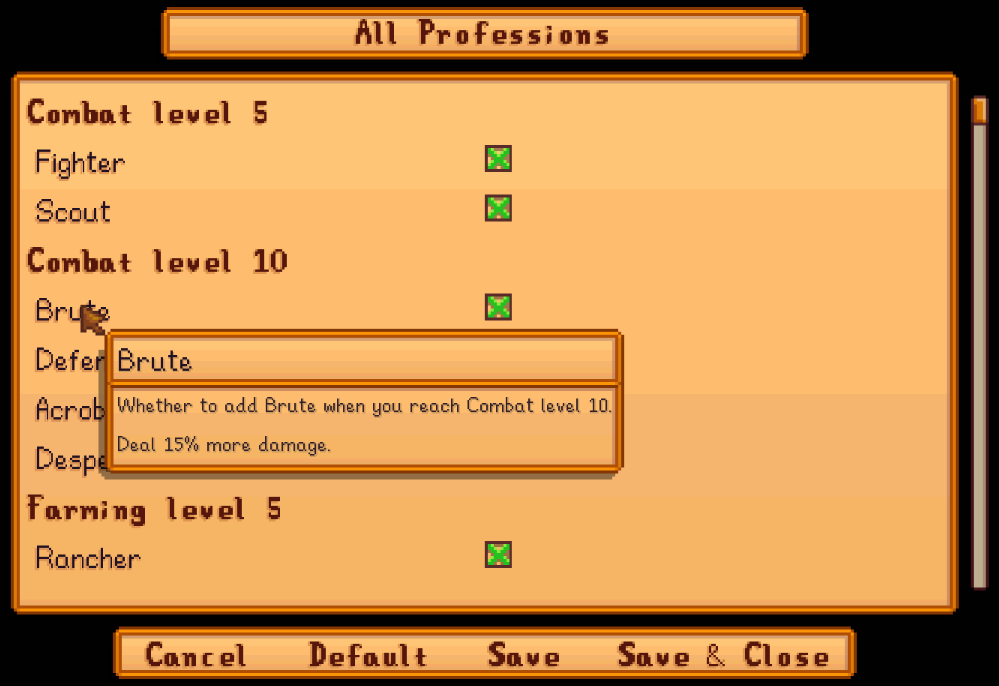 All Professions
Combat level 5
Fighter
Scout
Combat level 10
Brute
Brute
Whether to add Brute when you reach Combat level 10.
Deal 15% more damage.
Farming level 5
Rancher
Cancel Default Save Save & Close